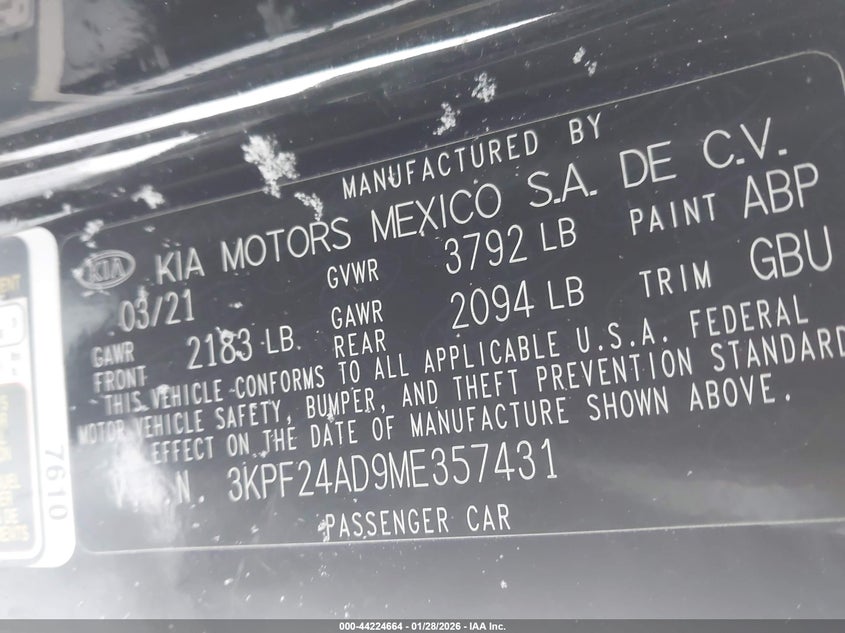 MANUFACTURED BY
KIA KIA MOTORS MEXICO S.A. DE C.V.
03/21 GVWR 3792 LB PAINT ABP
GAWR FRONT 2183 LB. GAWR REAR 2094 LB TRIM GBU
THIS VEHICLE CONFORMS TO ALL APPLICABLE U.S.A. FEDERAL
MOTOR VEHICLE SAFETY, BUMPER, AND THEFT PREVENTION STANDARD
EFFECT ON THE DATE OF MANUFACTURE SHOWN ABOVE.
N. 3KPF24AD9ME357431
PASSENGER CAR
7610
000-44224664 - 01/28/2026 - IAA Inc.